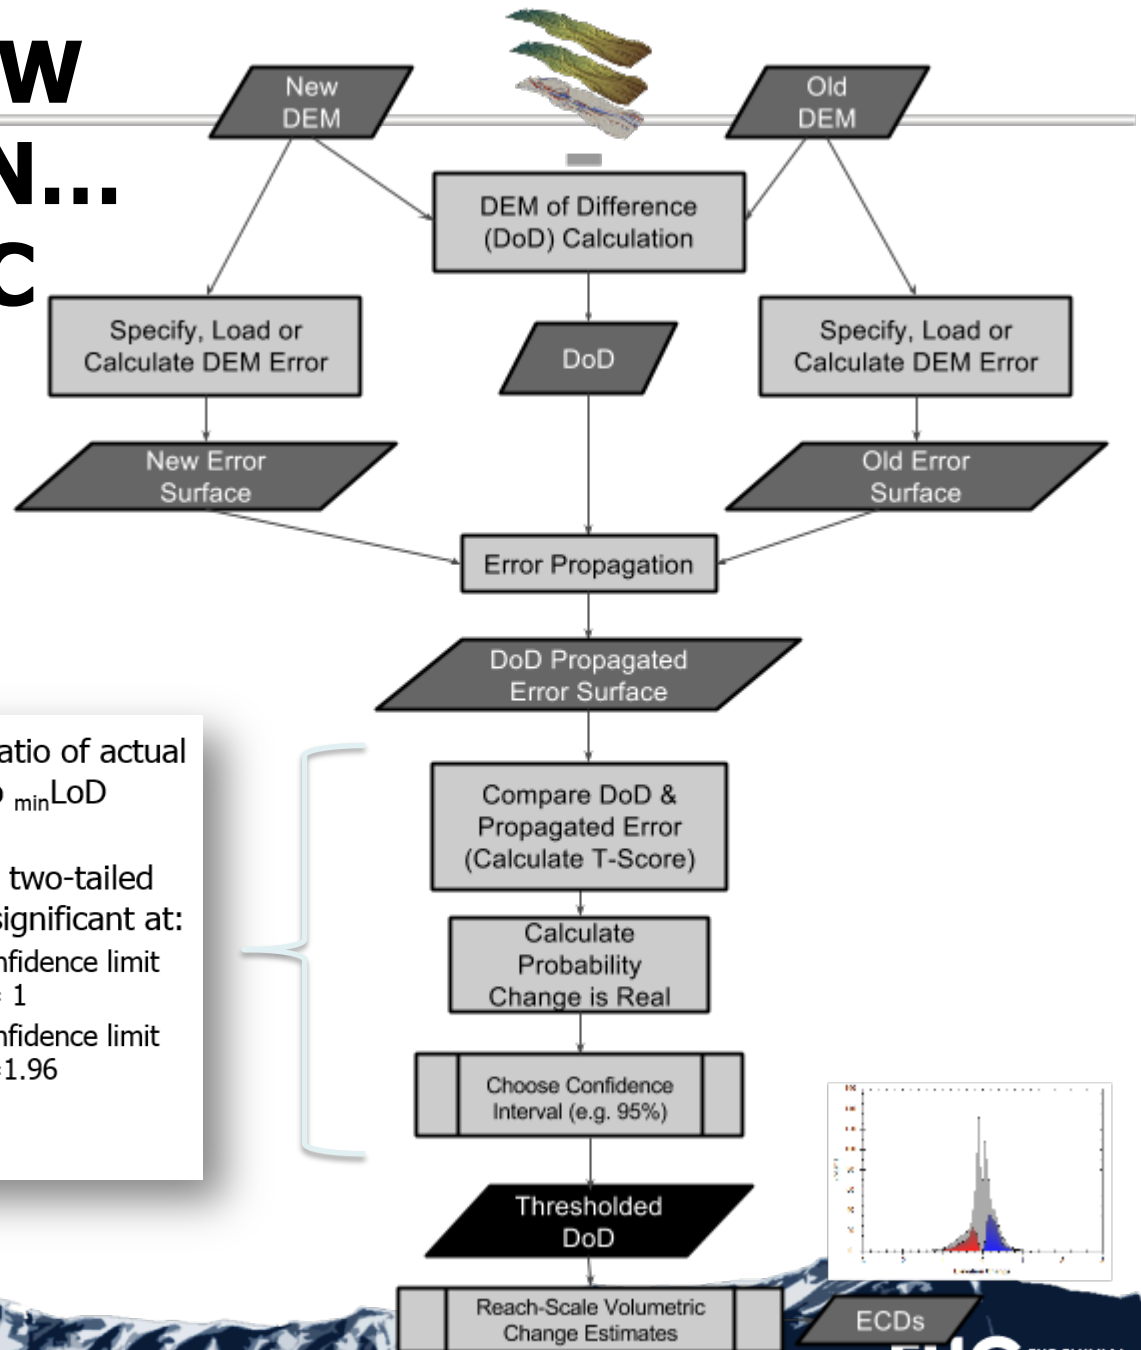 W
N...
C
New
DEM
Old
DEM
DEM of Difference
(DoD) Calculation
Specify, Load or
Calculate DEM Error
DoD
Specify, Load or
Calculate DEM Error
New Error
Surface
Old Error
Surface
Error Propagation
DoD Propagated
Error Surface
atio of actual
minLoD
two-tailed
significant at:
nfidence limit
= 1
nfidence limit
=1.96
Compare DoD &
Propagated Error
(Calculate T-Score)
Calculate
Probability
Change is Real
Choose Confidence
Interval (e.g. 95%)
Thresholded
DoD
Reach-Scale Volumetric
Change Estimates
ECDs